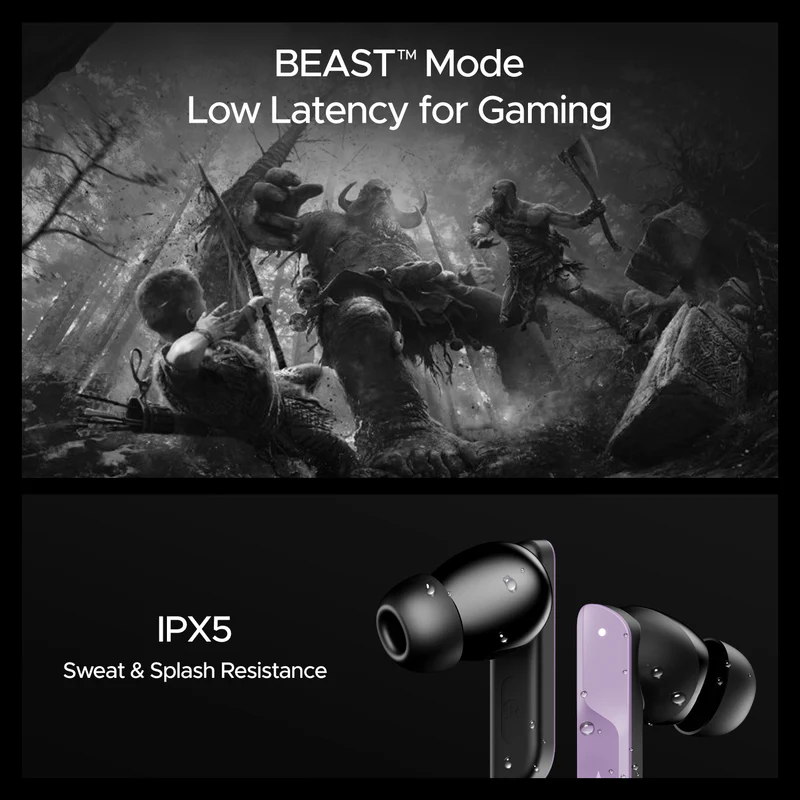 BEAST™ Mode
Low Latency for Gaming
IPX5
Sweat & Splash Resistance